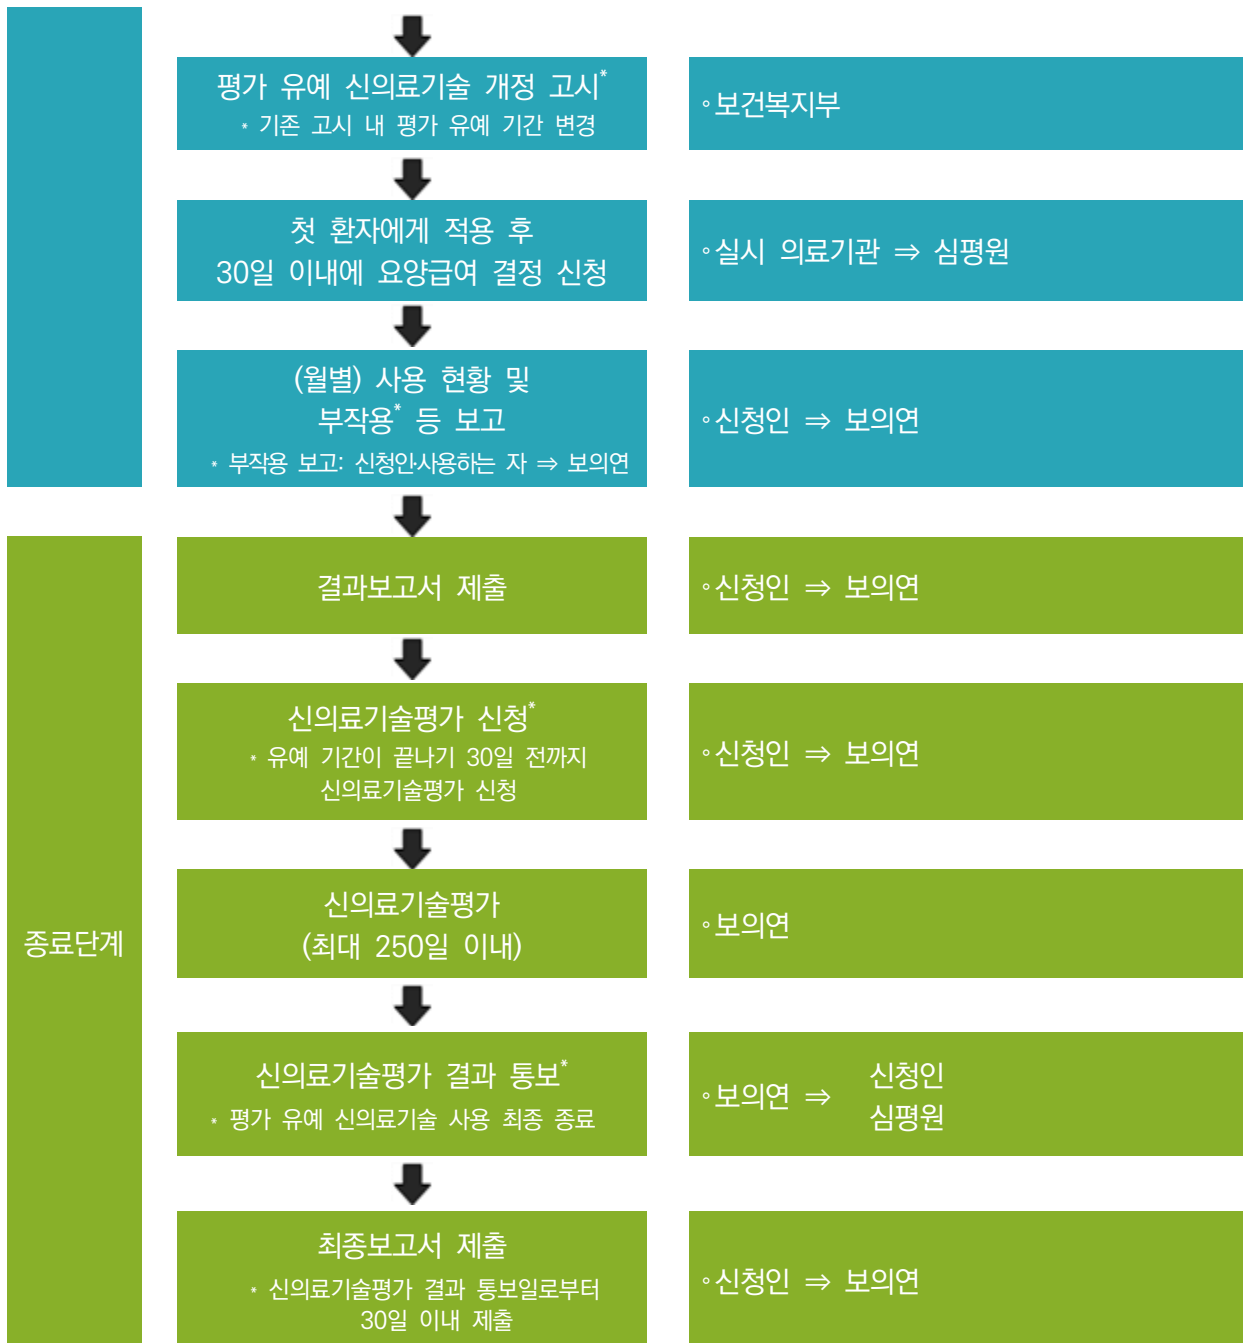 평가 유예 신의료기술 개정 고시*
* 기존 고시 내 평가 유예 기간 변경
◦보건복지부
첫 환자에게 적용 후
30일 이내에 요양급여 결정 신청
◦실시 의료기관 ⇒ 심평원
(월별) 사용 현황 및
부작용* 등 보고
* 부작용 보고: 신청인·사용하는 자 ⇒ 보의연
◦신청인 ⇒ 보의연
종료단계
결과보고서 제출
◦신청인 ⇒ 보의연
신의료기술평가 신청*
* 유예 기간이 끝나기 30일 전까지
신의료기술평가 신청
◦신청인 ⇒ 보의연
신의료기술평가
(최대 250일 이내)
◦보의연
신의료기술평가 결과 통보*
* 평가 유예 신의료기술 사용 최종 종료
◦보의연 ⇒ 신청인
심평원
최종보고서 제출
* 신의료기술평가 결과 통보일로부터
30일 이내 제출
◦신청인 ⇒ 보의연